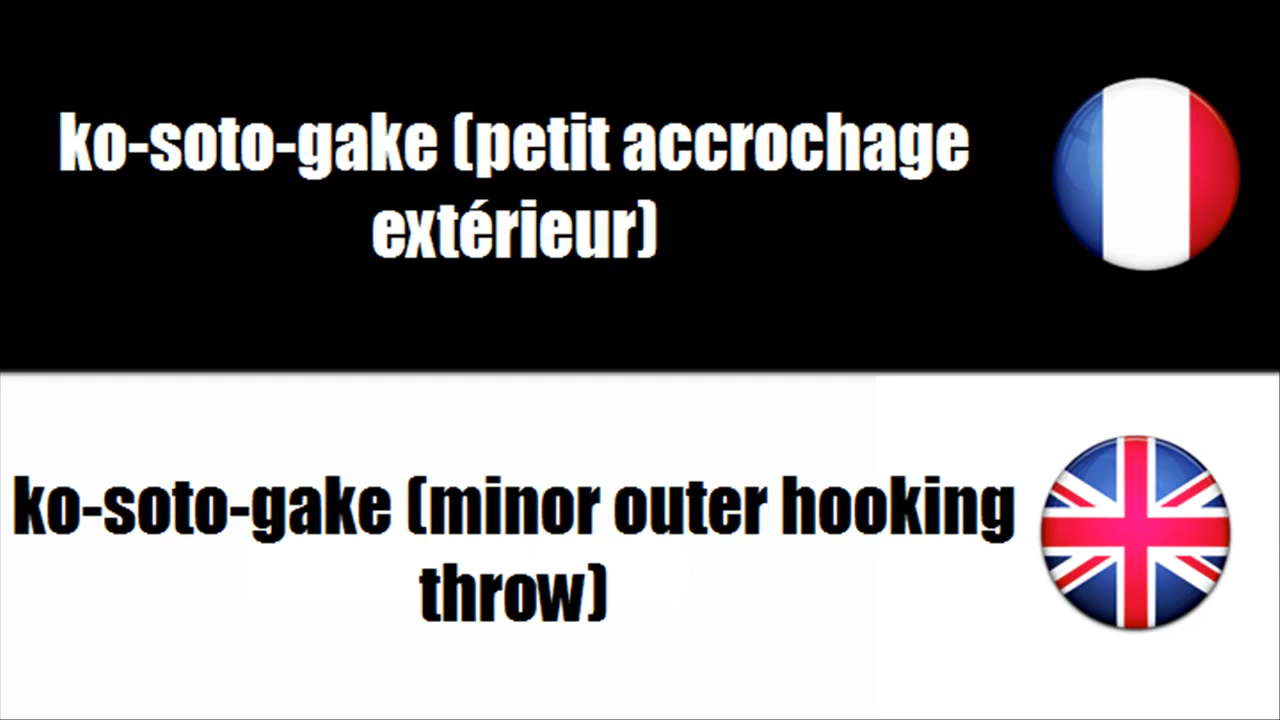 ko-soto-gake (petit accrochage
extérieur)
ko-soto-gake (minor outer hooking
throw)